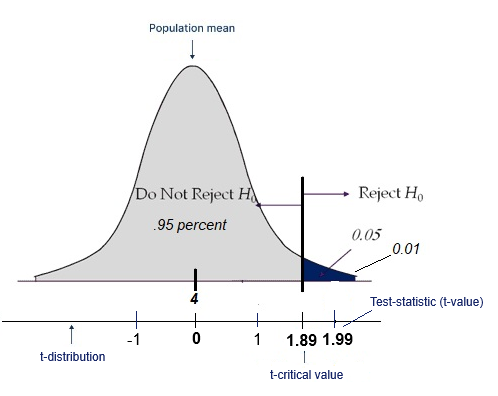 Population mean
Do Not Reject H₀
Reject H₀
.95 percent
0.05
0.01
4
Test-statistic (t-value)
-1 0 1 1.89 1.99
t-distribution
t-critical value